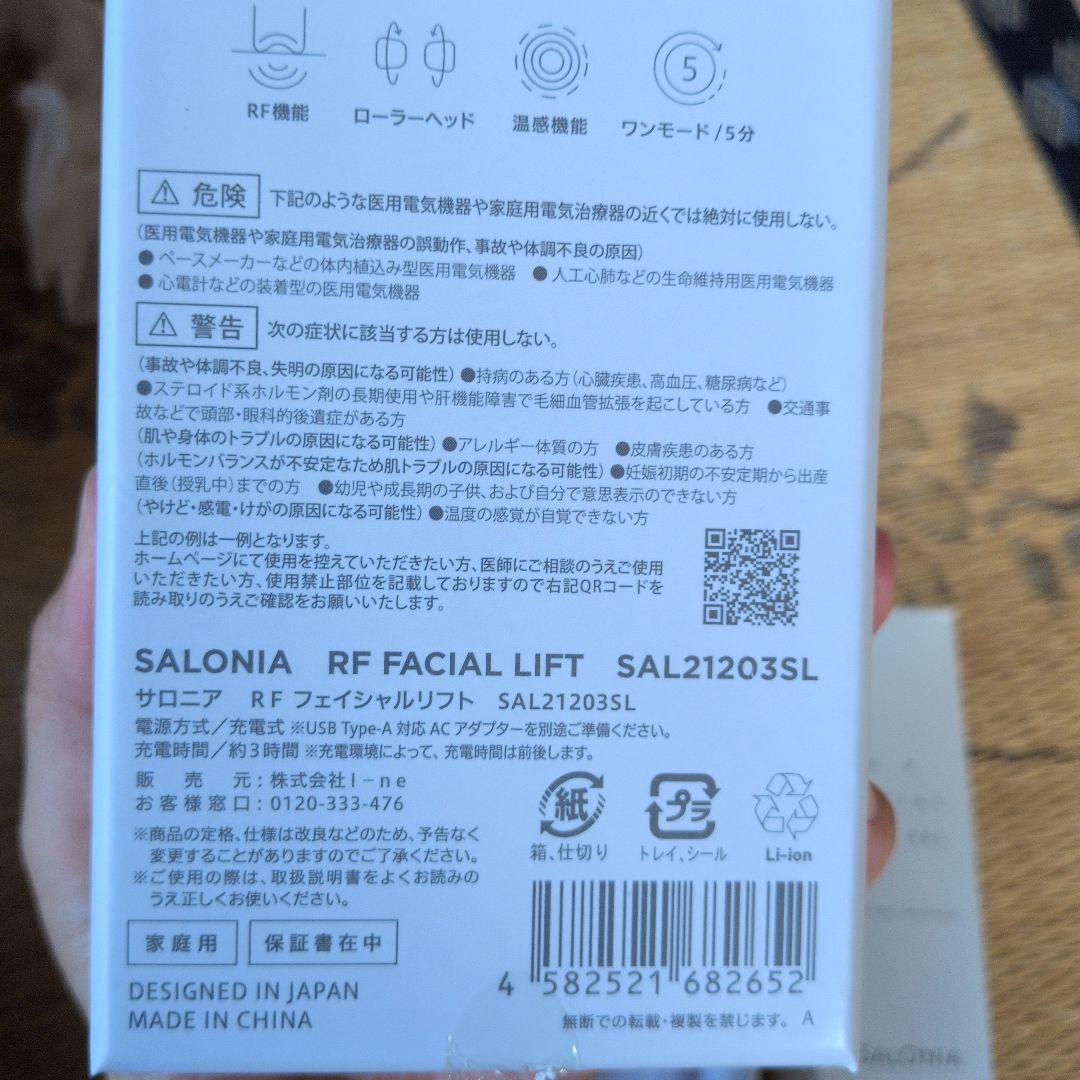 RF機能
ローラーヘッド
温感機能
5
ワンモード/5分
⚠ 危険 下記のような医用電気機器や家庭用電気治療器の近くでは絶対に使用しない。
(医用電気機器や家庭用電気治療器の誤動作、事故や体調不良の原因)
●ペースメーカーなどの体内植込み型医用電気機器 ●人工心肺などの生命維持用医用電気機器
●心電計などの装着型の医用電気機器
⚠ 警告 次の症状に該当する方は使用しない。
(事故や体調不良、失明の原因になる可能性)●持病のある方(心臓疾患、高血圧、糖尿病など)
●ステロイド系ホルモン剤の長期使用や肝機能障害で毛細血管拡張を起こしている方 ●交通事
故などで頭部・眼科的後遺症がある方
(肌や身体のトラブルの原因になる可能性)●アレルギー体質の方 ●皮膚疾患のある方
(ホルモンバランスが不安定なため肌トラブルの原因になる可能性)●妊娠初期の不安定期から出産
直後(授乳中)までの方 ●幼児や成長期の子供、および自分で意思表示のできない方
(やけど・感電・けがの原因になる可能性)●温度の感覚が自覚できない方
上記の例は一例となります。
ホームページにて使用を控えていただきたい方、医師にご相談のうえご使用
いただきたい方、使用禁止部位を記載しておりますので右記QRコードを
読み取りのうえご確認をお願いいたします。
SALONIA RF FACIAL LIFT SAL21203SL
サロニア RF フェイシャルリフト SAL21203SL
電源方式/充電式 ※USB Type-A 対応 AC アダプターを別途ご準備ください。
充電時間/約3時間 ※充電環境によって、充電時間は前後します。
販売元:株式会社I-ne
お客様窓口:0120-333-476
※商品の定格、仕様は改良などのため、予告なく
変更することがありますのでご了承ください。
※ご使用の際は、取扱説明書をよくお読みの
うえ正しくお使いください。
紙
箱、仕切り
プラ
トレイ、シール
Li-ion
家庭用 保証書在中
DESIGNED IN JAPAN
MADE IN CHINA
4 582521 682652
無断での転載・複製を禁じます。 A
SALONIA